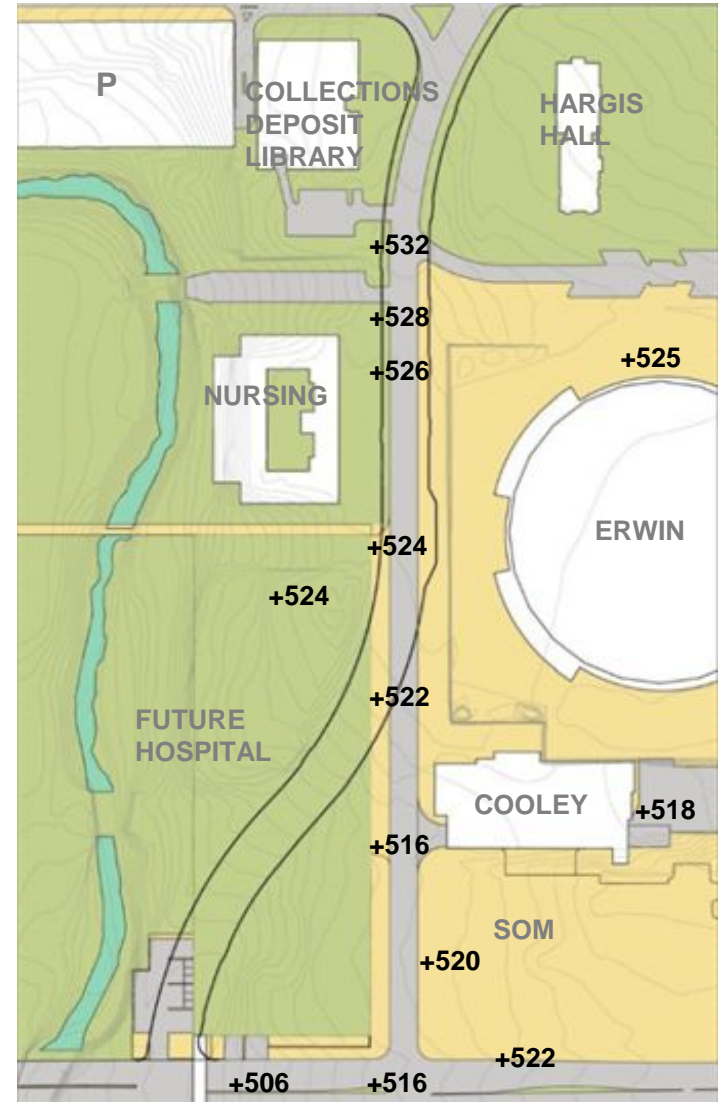 P
COLLECTIONS
DEPOSIT
LIBRARY
HARGIS
HALL
+532
+528
+525
+526
NURSING
ERWIN
+524
+524
+522
FUTURE
HOSPITAL
COOLEY
+518
+516
SOM
+520
+522
+506
+516